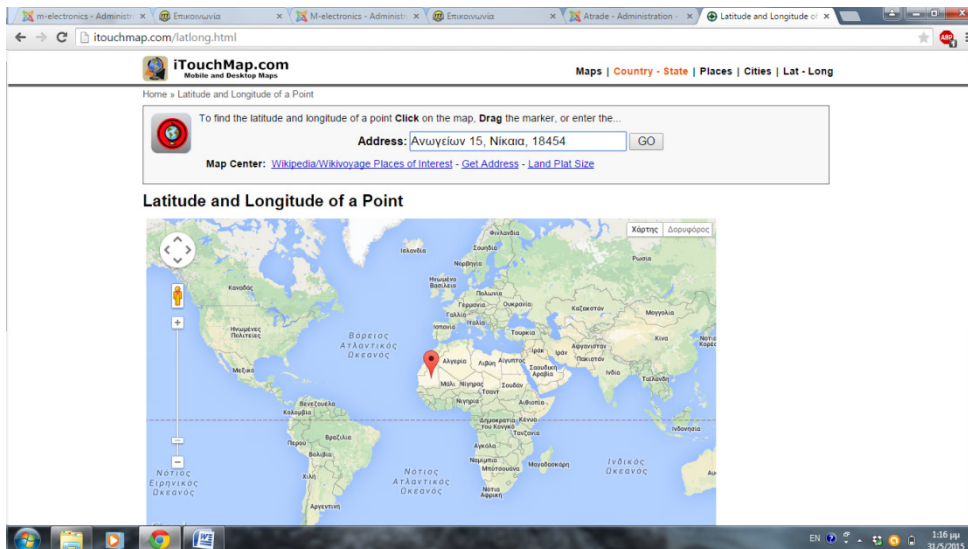 m-electronics - Administr
Επικοινωνία
M-electronics - Administr
Επικοινωνία
Atrade - Administration -
Latitude and Longitude of
itouchmap.com/latlong.html
ABP
1
iTouchMap.com
Mobile and Desktop Maps
Maps | Country - State | Places | Cities | Lat - Long
Home » Latitude and Longitude of a Point
To find the latitude and longitude of a point Click on the map, Drag the marker, or enter the...
Address: Ανωγείων 15, Νίκαια, 18454 GO
Map Center: Wikipedia/Wikivoyage Places of Interest - Get Address - Land Plat Size
Latitude and Longitude of a Point
Χάρτης Δορυφόρος
Φινλανδία
Ισλανδία
Σουηδία
Νορβηγία
Ρωσία
Ηνωμένο
Βασίλειο
Καναδάς
Πολωνία
Γερμανία
Ουκρανία
Γαλλία
Καζακστάν
Μογγολία
Ιταλία
Ισπανία
Ηνωμένες
Πολιτείες
Τουρκία
Βόρειος
Ατλαντικός
Ωκεανός
Κίνα
Αφγανιστάν
Ιράκ
Ιράν
Πακιστάν
Αλγερία
Λιβύη
Αίγυπτος
Σαουδική
Αραβία
Μεξικό
Ινδία
Ταϊλάνδη
Μάλι
Νίγηρας
Σουδάν
Τσαντ
Νιγηρία
Αιθιοπία
Βενεζουέλα
Κολομβία
Δημοκρατία
του Κονγκό
Κένυα
Τανζανία
Ινδονησία
Περού
Βραζιλία
Αγκόλα
Βολιβία
Ναμίμπια
Μποτσουάνα
Μαδαγασκάρη
Ινδικός
Ωκεανός
Νότιος
Ειρηνικός
Ωκεανός
Χιλή
Νότιος
Ατλαντικός
Ωκεανός
Νότια
Αφρική
Αργεντινή
EN
1:16 μμ
31/5/2015